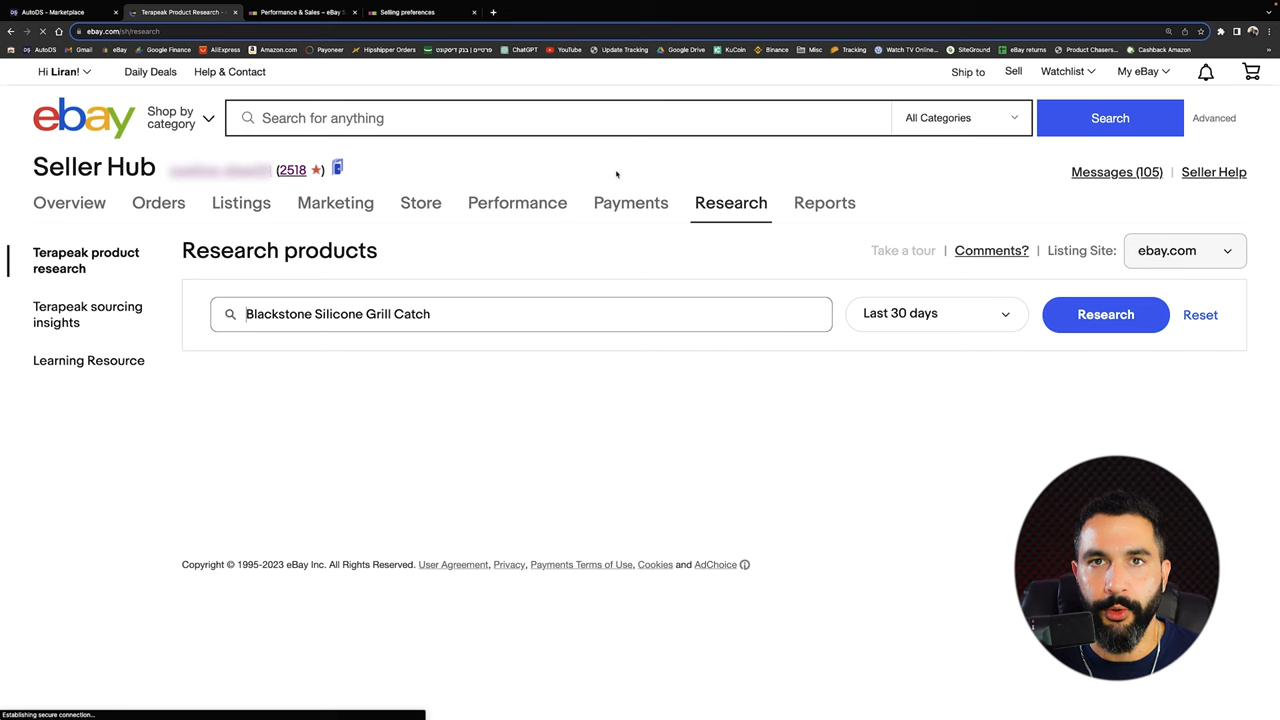 AutoDS - Marketplace
Terapeak Product Research -
Performance & Sales – eBay S
Selling preferences
ebay.com/sh/research
AutoDS
Gmail
eBay
Google Finance
AliExpress
Amazon.com
Payoneer
Hipshipper Orders
ChatGPT
YouTube
Update Tracking
Google Drive
KuCoin
Binance
Misc
Tracking
Watch TV Online...
SiteGround
eBay returns
Product Chasers...
Cashback Amazon
Hi Liran!
Daily Deals
Help & Contact
Ship to
Sell
Watchlist
My eBay
ebay
Shop by
category
Search for anything
All Categories
Search
Advanced
Seller Hub
(2518 ★)
Messages (105)
|
Seller Help
Overview
Orders
Listings
Marketing
Store
Performance
Payments
Research
Reports
Terapeak product
research
Terapeak sourcing
insights
Learning Resource
Research products
Take a tour | Comments? | Listing Site:
ebay.com
Blackstone Silicone Grill Catch
Last 30 days
Research
Reset
Copyright © 1995-2023 eBay Inc. All Rights Reserved. User Agreement, Privacy, Payments Terms of Use, Cookies and AdChoice
Establishing secure connection...